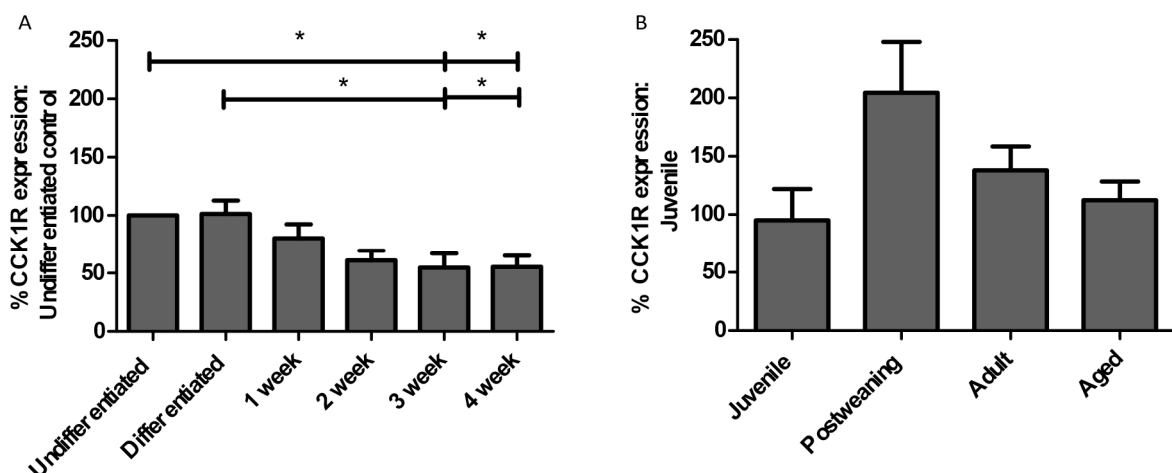 A
% CCK1R expression:
Undifferentiated control
250
200
150
100
50
0
*
*
*
*
Undifferentiated
Differentiated
1 week
2 week
3 week
4 week
B
% CCK1R expression:
Juvenile
250
200
150
100
50
0
Juvenile
Postweaning
Adult
Aged